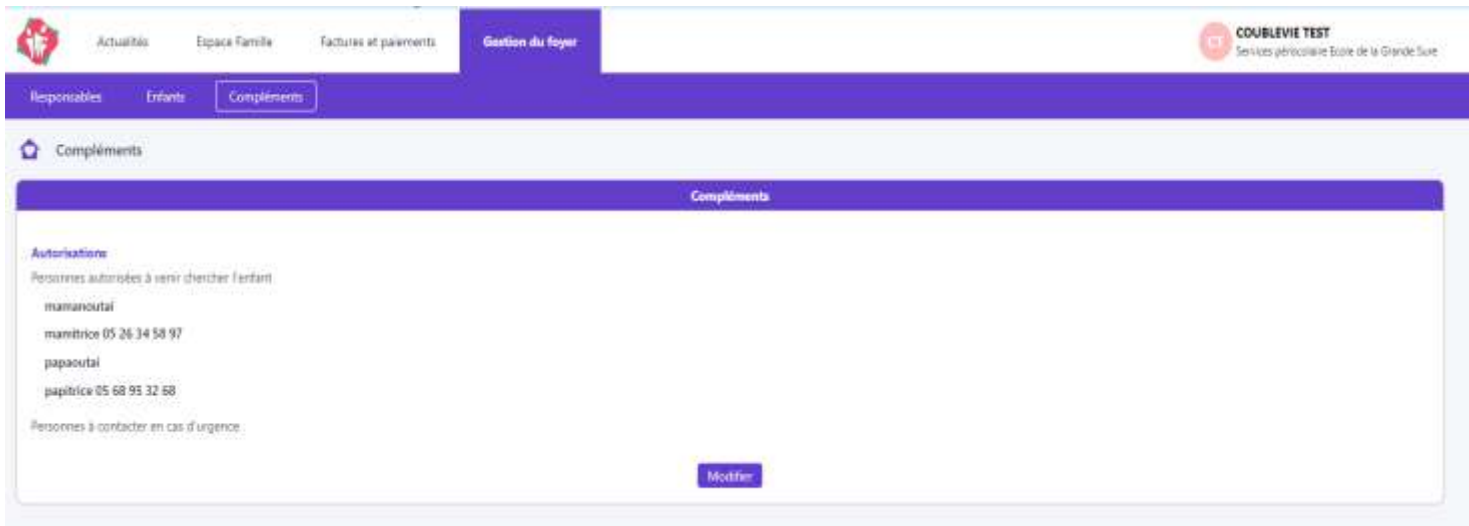 Actualités Espace Famille Factures et paiements Gestion du foyer
COUBLEVIE TEST
CT
Services périscolaire Ecole de la Grande Sure
Responsables Enfants Compléments
Compléments
Compléments
Autorisations
Personnes autorisées à venir chercher l'enfant
mamanoutai
mamitrice 05 26 34 58 97
papaoutai
papitrice 05 68 95 32 68
Personnes à contacter en cas d'urgence
Modifier